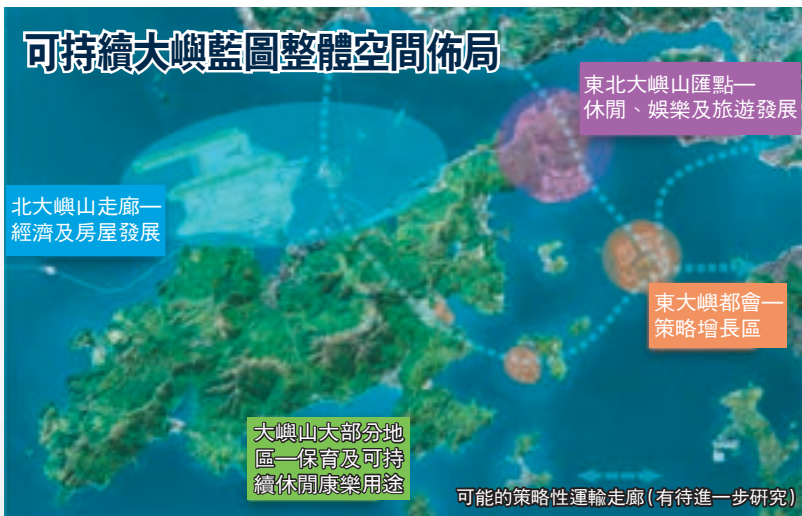 可持續大嶼藍圖整體空間佈局
東北大嶼山匯點—
休閒、娛樂及旅遊發展
北大嶼山走廊—
經濟及房屋發展
東大嶼都會—
策略增長區
大嶼山大部分地
區—保育及可持
續休閒康樂用途
可能的策略性運輸走廊(有待進一步研究)